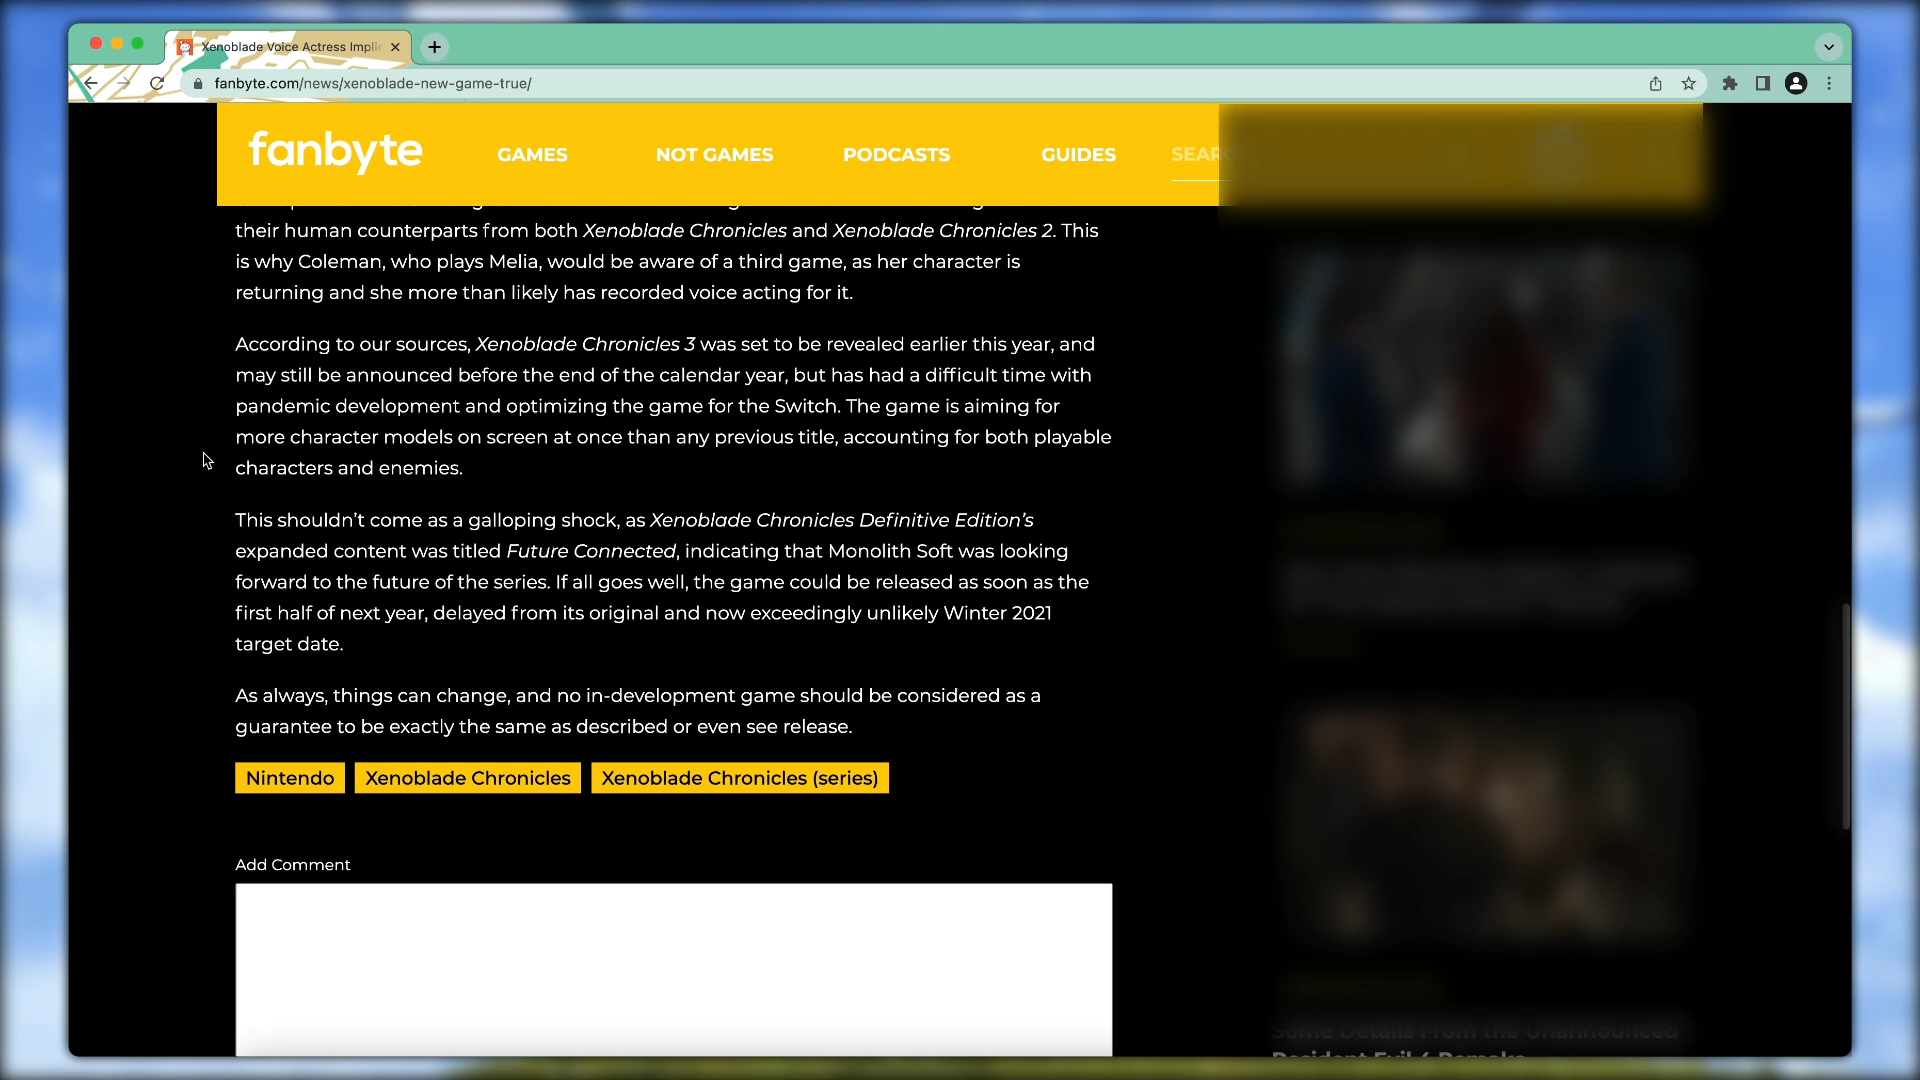 Xenoblade Voice Actress Impli
fanbyte.com/news/xenoblade-new-game-true/
fanbyte GAMES NOT GAMES PODCASTS GUIDES
their human counterparts from both Xenoblade Chronicles and Xenoblade Chronicles 2. This
is why Coleman, who plays Melia, would be aware of a third game, as her character is
returning and she more than likely has recorded voice acting for it.
According to our sources, Xenoblade Chronicles 3 was set to be revealed earlier this year, and
may still be announced before the end of the calendar year, but has had a difficult time with
pandemic development and optimizing the game for the Switch. The game is aiming for
more character models on screen at once than any previous title, accounting for both playable
characters and enemies.
This shouldn't come as a galloping shock, as Xenoblade Chronicles Definitive Edition's
expanded content was titled Future Connected, indicating that Monolith Soft was looking
forward to the future of the series. If all goes well, the game could be released as soon as the
first half of next year, delayed from its original and now exceedingly unlikely Winter 2021
target date.
As always, things can change, and no in-development game should be considered as a
guarantee to be exactly the same as described or even see release.
Nintendo Xenoblade Chronicles Xenoblade Chronicles (series)
Add Comment
Some Details From the Unannounced